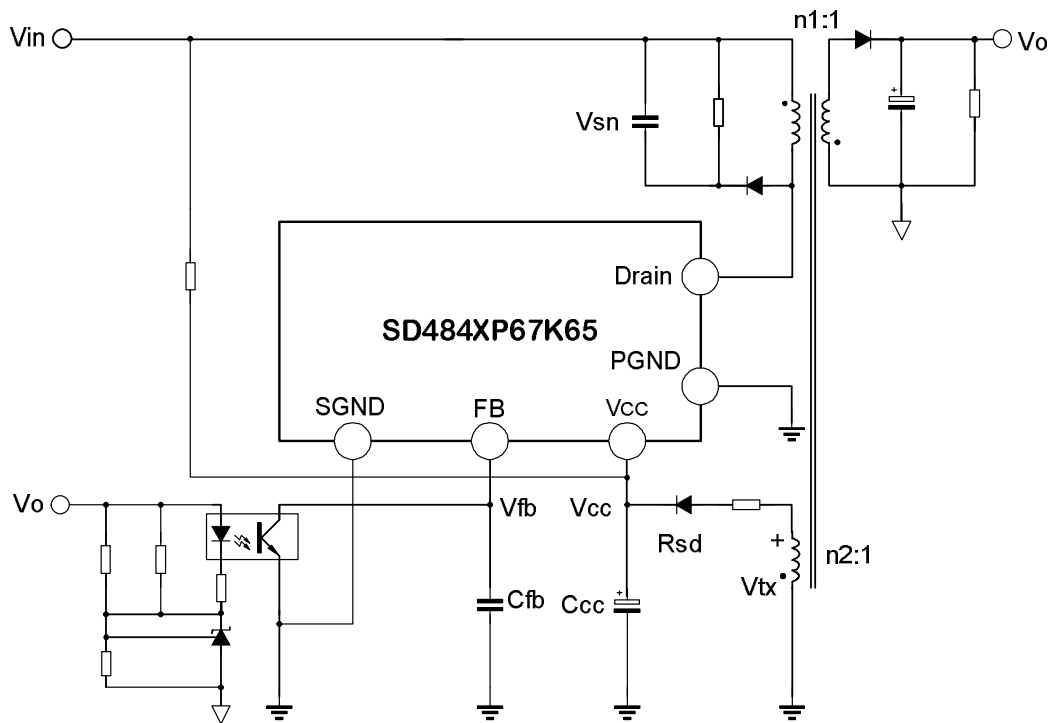 n1:1
Vin
Vo
Vsn
Drain
SD484XP67K65
PGND
SGND
FB
Vcc
Vo
Vfb
Vcc
Rsd
+
n2:1
Vtx
Cfb
Ccc
+
+